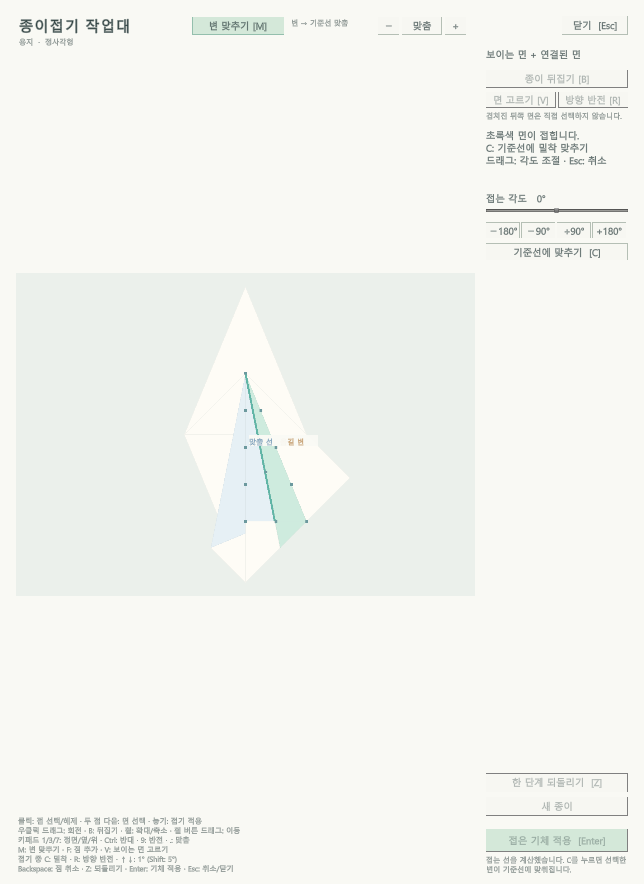 종이접기 작업대
용지 · 정사각형
변 맞추기 [M]
변 → 기준선 맞춤
− 맞춤 +
닫기 [Esc]
보이는 면 + 연결된 면
종이 뒤집기 [B]
면 고르기 [V] 방향 반전 [R]
겹쳐진 뒤쪽 면은 직접 선택하지 않습니다.
초록색 면이 접힙니다.
C: 기준선에 밀착 맞추기
드래그: 각도 조절 · Esc: 취소
접는 각도 0°
−180° −90° +90° +180°
기준선에 맞추기 [C]
맞출 선
한 단계 되돌리기 [Z]
새 종이
접은 기체 적용 [Enter]
접는 선을 계산했습니다. C을 누르면 선택한
변이 기준선에 맞춰집니다.
클릭: 점 선택/해제 · 두 점 다음: 면 선택 · 놓기: 접기 적용
우클릭 드래그: 회전 · B: 뒤집기 · 휠: 확대/축소 · 휠 버튼 드래그: 이동
키패드 1/3/7: 정면/옆/위 · Ctrl: 반대 · 9: 반전 · .: 맞춤
M: 변 맞추기 · F: 점 추가 · V: 보이는 면 고르기
접기 중 C: 밀착 · R: 방향 반전 · ↑ ↓: 1° (Shift: 5°)
Backspace: 점 취소 · Z: 되돌리기 · Enter: 기체 적용 · Esc: 취소/닫기